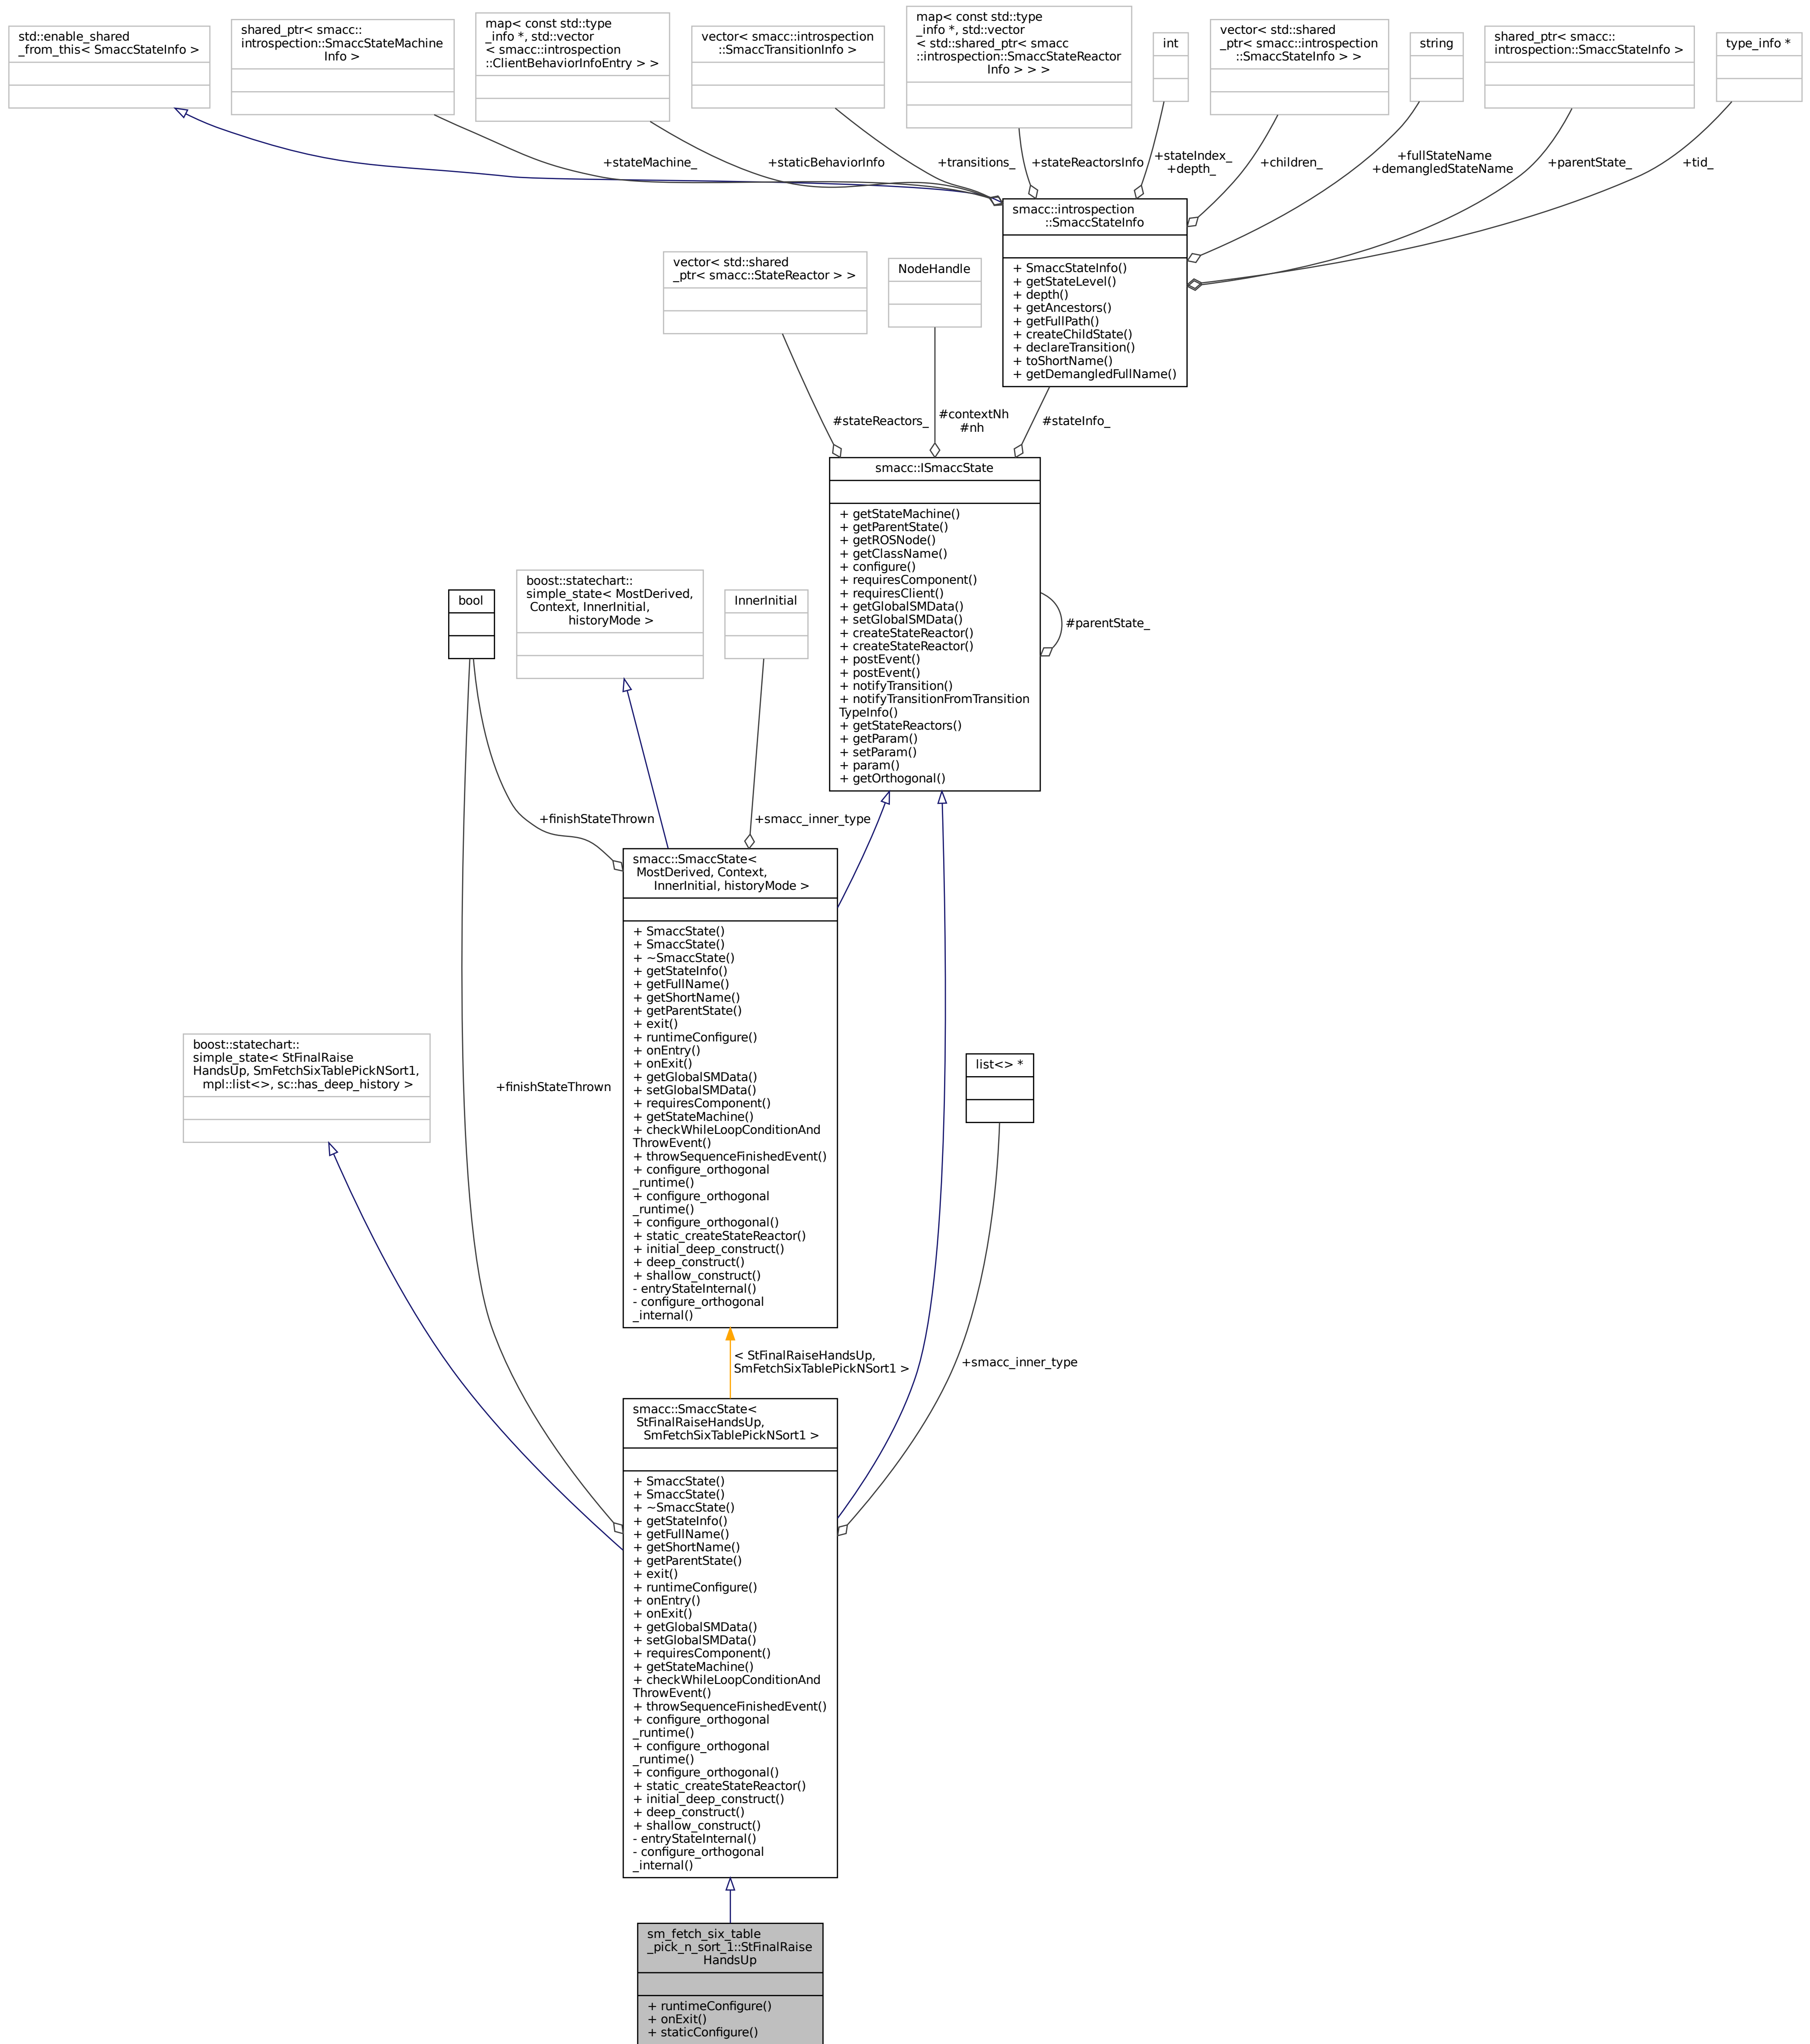 std::enable_shared
_from_this< SmaccStateInfo >
shared_ptr< smacc::
introspection::SmaccStateMachine
Info >
map< const std::type
_info *, std::vector
< smacc::introspection
::ClientBehaviorInfoEntry > >
vector< smacc::introspection
::SmaccTransitionInfo >
map< const std::type
_info *, std::vector
< std::shared_ptr< smacc
::introspection::SmaccStateReactor
Info > > >
int
vector< std::shared
_ptr< smacc::introspection
::SmaccStateInfo > >
string
shared_ptr< smacc::
introspection::SmaccStateInfo >
type_info *
+stateMachine_
+staticBehaviorInfo
+transitions_
+stateReactorsInfo
+stateIndex_
+depth_
+children_
+fullStateName
+demangledStateName
+parentState_
+tid_
smacc::introspection
::SmaccStateInfo
+ SmaccStateInfo()
+ getStateLevel()
+ depth()
+ getAncestors()
+ getFullPath()
+ createChildState()
+ declareTransition()
+ toShortName()
+ getDemangledFullName()
vector< std::shared
_ptr< smacc::StateReactor > >
NodeHandle
#stateReactors_
#contextNh
#nh
#stateInfo_
smacc::ISmaccState
+ getStateMachine()
+ getParentState()
+ getROSNode()
+ getClassName()
+ configure()
+ requiresComponent()
+ requiresClient()
+ getGlobalSMData()
+ setGlobalSMData()
+ createStateReactor()
+ createStateReactor()
+ postEvent()
+ postEvent()
+ notifyTransition()
+ notifyTransitionFromTransition
TypeInfo()
+ getStateReactors()
+ getParam()
+ setParam()
+ param()
+ getOrthogonal()
#parentState_
bool
boost::statechart::
simple_state< MostDerived,
Context, InnerInitial,
historyMode >
InnerInitial
+finishStateThrown
+smacc_inner_type
smacc::SmaccState<
MostDerived, Context,
InnerInitial, historyMode >
+ SmaccState()
+ SmaccState()
+ ~SmaccState()
+ getStateInfo()
+ getFullName()
+ getShortName()
+ getParentState()
+ exit()
+ runtimeConfigure()
+ onEntry()
+ onExit()
+ getGlobalSMData()
+ setGlobalSMData()
+ requiresComponent()
+ getStateMachine()
+ checkWhileLoopConditionAnd
ThrowEvent()
+ throwSequenceFinishedEvent()
+ configure_orthogonal
_runtime()
+ configure_orthogonal
_runtime()
+ configure_orthogonal()
+ static_createStateReactor()
+ initial_deep_construct()
+ deep_construct()
+ shallow_construct()
- entryStateInternal()
- configure_orthogonal
_internal()
boost::statechart::
simple_state< StFinalRaise
HandsUp, SmFetchSixTablePickNSort1,
mpl::list<>, sc::has_deep_history >
+finishStateThrown
list<> *
< StFinalRaiseHandsUp,
SmFetchSixTablePickNSort1 >
+smacc_inner_type
smacc::SmaccState<
StFinalRaiseHandsUp,
SmFetchSixTablePickNSort1 >
+ SmaccState()
+ SmaccState()
+ ~SmaccState()
+ getStateInfo()
+ getFullName()
+ getShortName()
+ getParentState()
+ exit()
+ runtimeConfigure()
+ onEntry()
+ onExit()
+ getGlobalSMData()
+ setGlobalSMData()
+ requiresComponent()
+ getStateMachine()
+ checkWhileLoopConditionAnd
ThrowEvent()
+ throwSequenceFinishedEvent()
+ configure_orthogonal
_runtime()
+ configure_orthogonal
_runtime()
+ configure_orthogonal()
+ static_createStateReactor()
+ initial_deep_construct()
+ deep_construct()
+ shallow_construct()
- entryStateInternal()
- configure_orthogonal
_internal()
sm_fetch_six_table
_pick_n_sort_1::StFinalRaise
HandsUp
+ runtimeConfigure()
+ onExit()
+ staticConfigure()